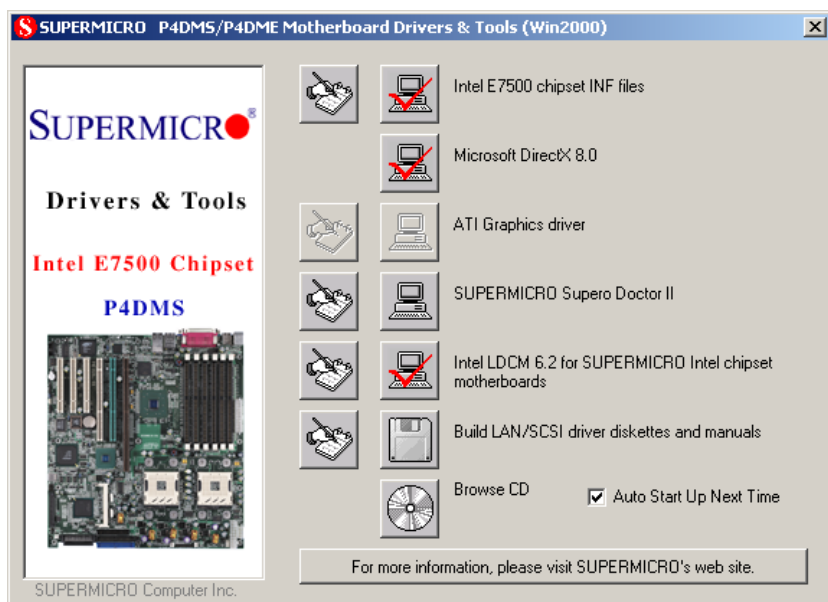 SUPERMICRO P4DMS/P4DME Motherboard Drivers & Tools (Win2000)
SUPERMICRO®
Drivers & Tools
Intel E7500 Chipset
P4DMS
SUPERMICRO Computer Inc.
Intel E7500 chipset INF files
Microsoft DirectX 8.0
ATI Graphics driver
SUPERMICRO Supero Doctor II
Intel LDCM 6.2 for SUPERMICRO Intel chipset
motherboards
Build LAN/SCSI driver diskettes and manuals
Browse CD
Auto Start Up Next Time
For more information, please visit SUPERMICRO's web site.